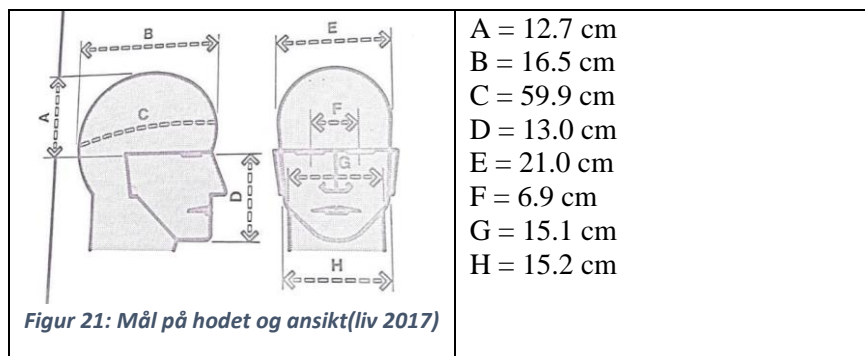 B
E
A
C
F
G
D
H
Figur 21: Mål på hodet og ansikt(liv 2017)
A = 12.7 cm
B = 16.5 cm
C = 59.9 cm
D = 13.0 cm
E = 21.0 cm
F = 6.9 cm
G = 15.1 cm
H = 15.2 cm